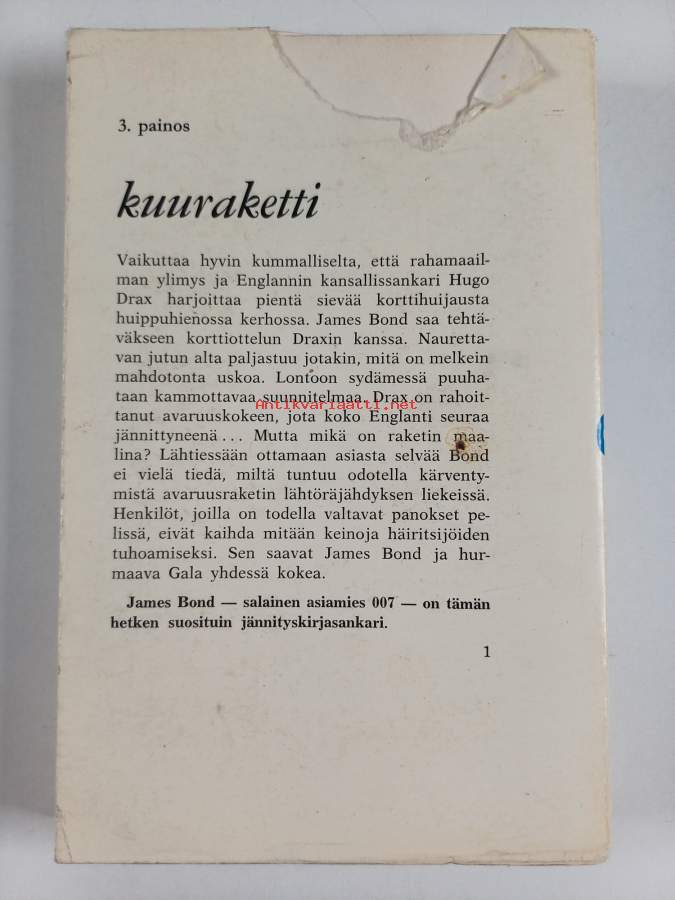 3. painos
kuuraketti
Vaikuttaa hyvin kummalliselta, että rahamaail-
man ylimys ja Englannin kansallissankari Hugo
Drax harjoittaa pientä sievää korttihuijausta
huippuhienossa kerhossa. James Bond saa tehtä-
väkseen korttiottelun Draxin kanssa. Nauretta-
van jutun alta paljastuu jotakin, mitä on melkein
mahdotonta uskoa. Lontoon sydämessä puuha-
taan kammottavaa suunnitelmaa. Drax on rahoit-
Antikvariaatti.net
tanut avaruuskokeen, jota koko Englanti seuraa
jännittyneenä... Mutta mikä on raketin maa-
lina? Lähtiessään ottamaan asiasta selvää Bond
ei vielä tiedä, miltä tuntuu odotella kärventy-
mistä avaruusraketin lähtöräjähdyksen liekeissä.
Henkilöt, joilla on todella valtavat panokset pe-
lissä, eivät kaihda mitään keinoja häiritsijöiden
tuhoamiseksi. Sen saavat James Bond ja hur-
maava Gala yhdessä kokea.
James Bond — salainen asiamies 007 — on tämän
hetken suosituin jännityskirjasankari.
1